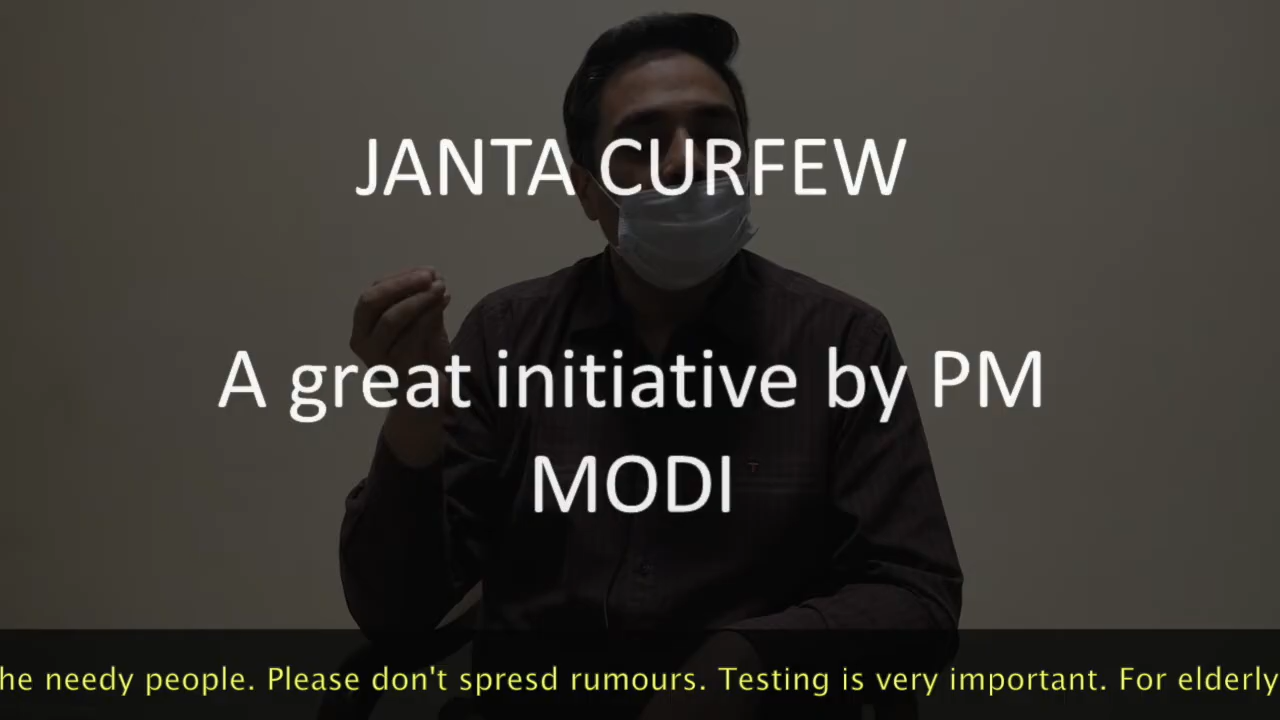 JANTA CURFEW
A great initiative by PM
MODI
he needy people. Please don't spresd rumours. Testing is very important. For elderly